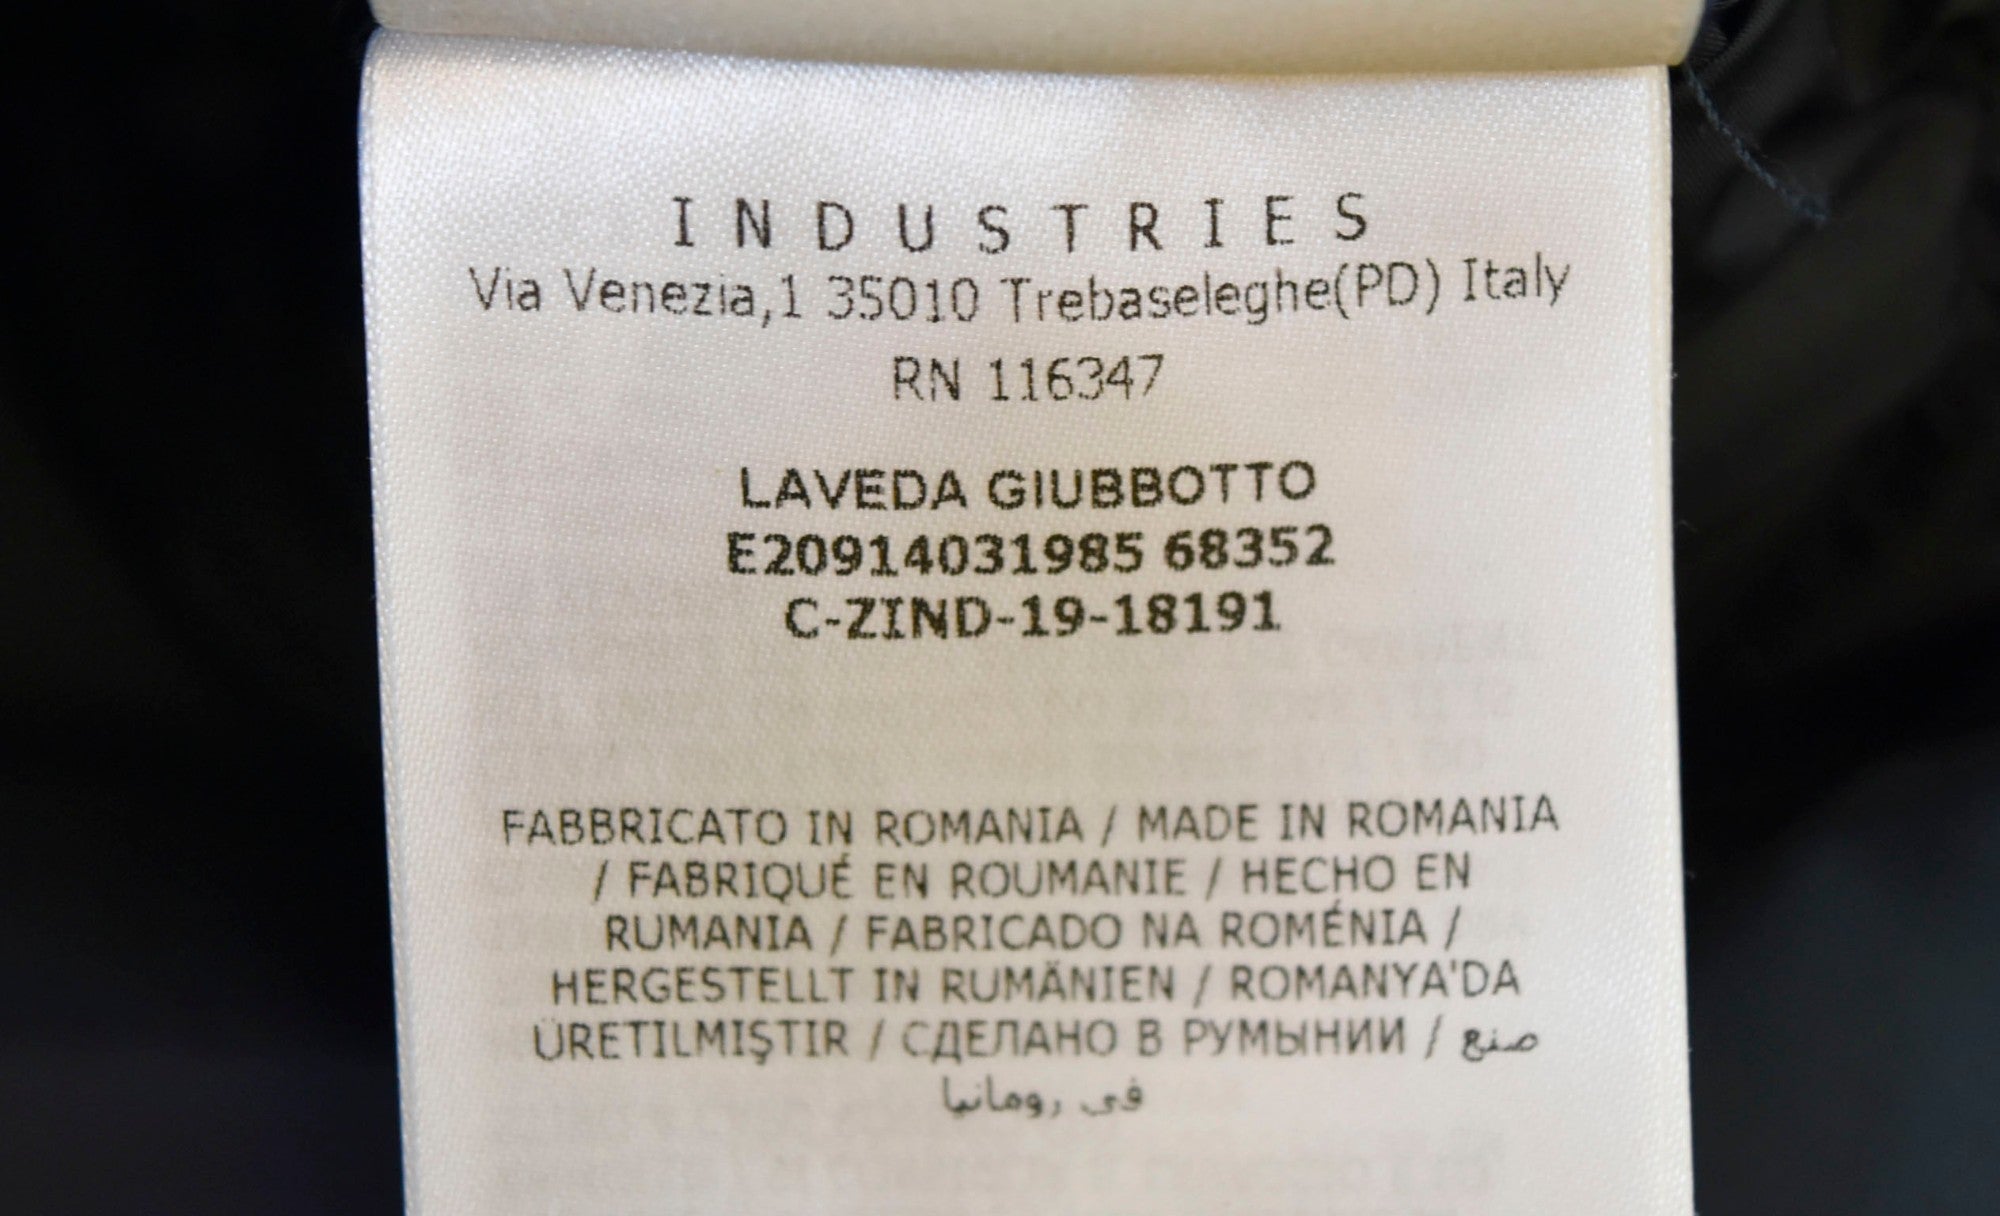 INDUSTRIES
Via Venezia,1 35010 Trebaseleghe(PD) Italy
RN 116347
LAVEDA GIUBBOTTO
E20914031985 68352
C-ZIND-19-18191
FABBRICATO IN ROMANIA / MADE IN ROMANIA
/ FABRIQUÉ EN ROUMANIE / HECHO EN
RUMANIA / FABRICADO NA ROMÉNIA /
HERGESTELLT IN RUMÄNIEN / ROMANYA'DA
ÜRETILMIŞTIR / СДЕЛАНО В РУМЫНИИ / صنع
في رومانيا